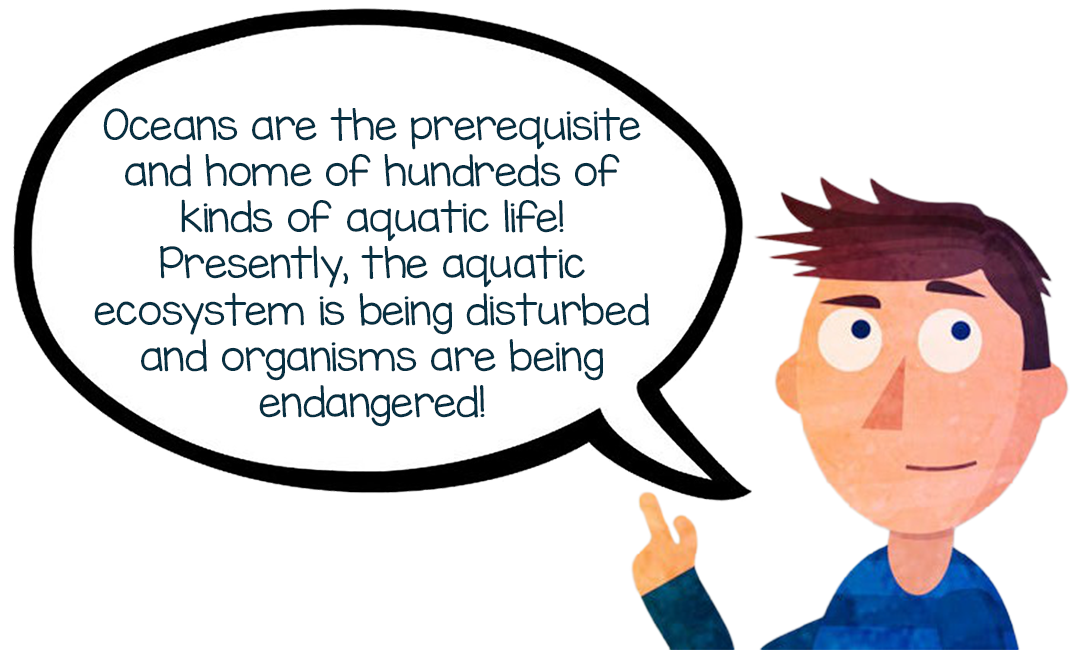 Oceans are the prerequisite
and home of hundreds of
kinds of aquatic life!
Presently, the aquatic
ecosystem is being disturbed
and organisms are being
endangered!